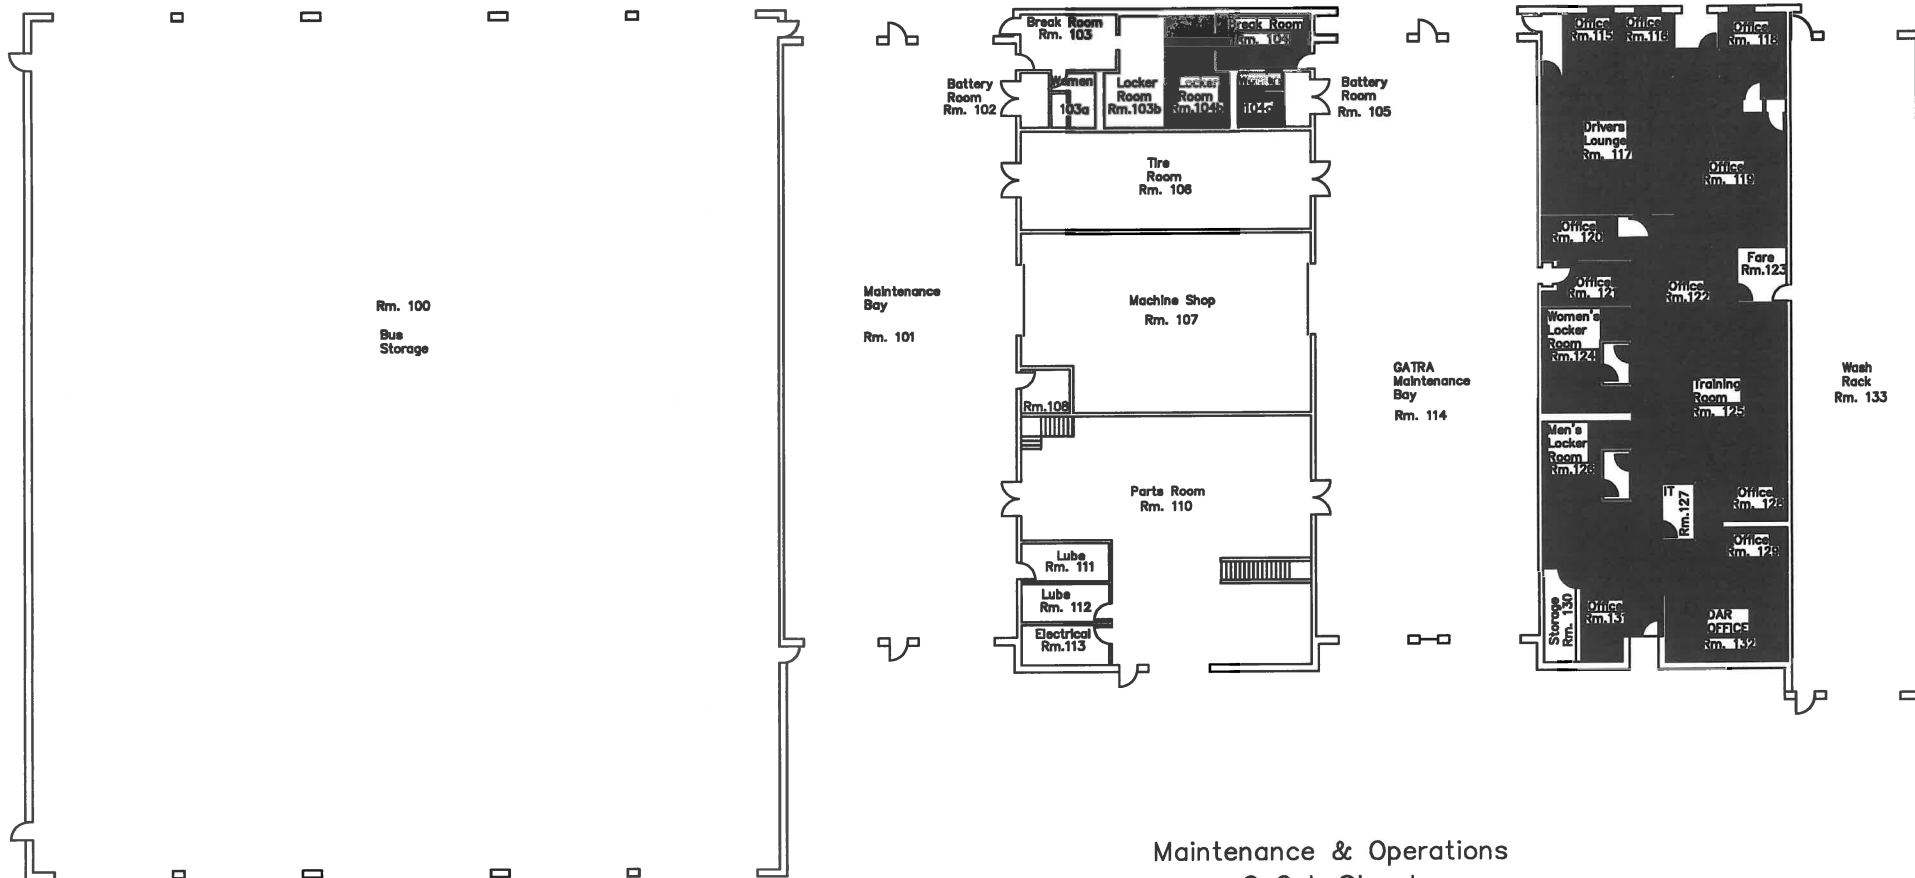 Rm. 100
Bus
Storage
Maintenance
Bay
Rm. 101
Break Room
Rm. 103
Break Room
Rm. 104
Battery
Room
Rm. 102
Women
103a
Locker
Room
Rm.103b
Locker
Room
Rm.104b
104a
Battery
Room
Rm. 105
Tire
Room
Rm. 106
Machine Shop
Rm. 107
Rm.108
Parts Room
Rm. 110
Lube
Rm. 111
Lube
Rm. 112
Electrical
Rm.113
GATRA
Maintenance
Bay
Rm. 114
Office
Rm.115
Office
Rm.116
Office
Rm. 118
Drivers
Lounge
Rm. 117
Office
Rm. 119
Office
Rm. 120
Office
Rm. 121
Office
Rm.122
Fare
Rm.123
Women's
Locker
Room
Rm.124
Training
Room
Rm. 125
Men's
Locker
Room
Rm.126
IT
Rm.127
Office
Rm. 128
Office
Rm. 129
Storage
Rm. 130
Office
Rm.131
DAR
OFFICE
Rm. 132
Wash
Rack
Rm. 133
Maintenance & Operations